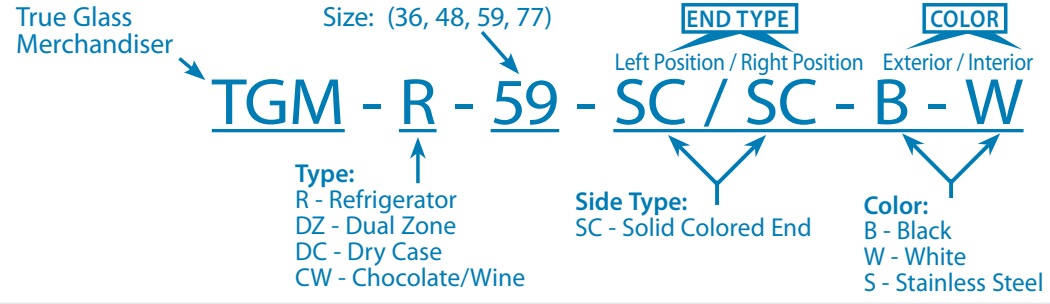 True Glass
Merchandiser
Size: (36, 48, 59, 77)
END TYPE
COLOR
Left Position / Right Position
Exterior / Interior
TGM - R - 59 - SC / SC - B - W
Type:
R - Refrigerator
DZ - Dual Zone
DC - Dry Case
CW - Chocolate/Wine
Side Type:
SC - Solid Colored End
Color:
B - Black
W - White
S - Stainless Steel